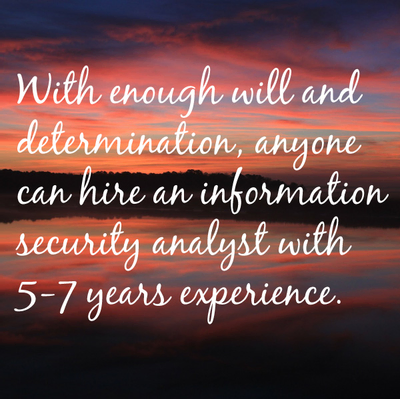 With enough will and
determination, anyone
can hire an information
security analyst with
5-7 years experience.